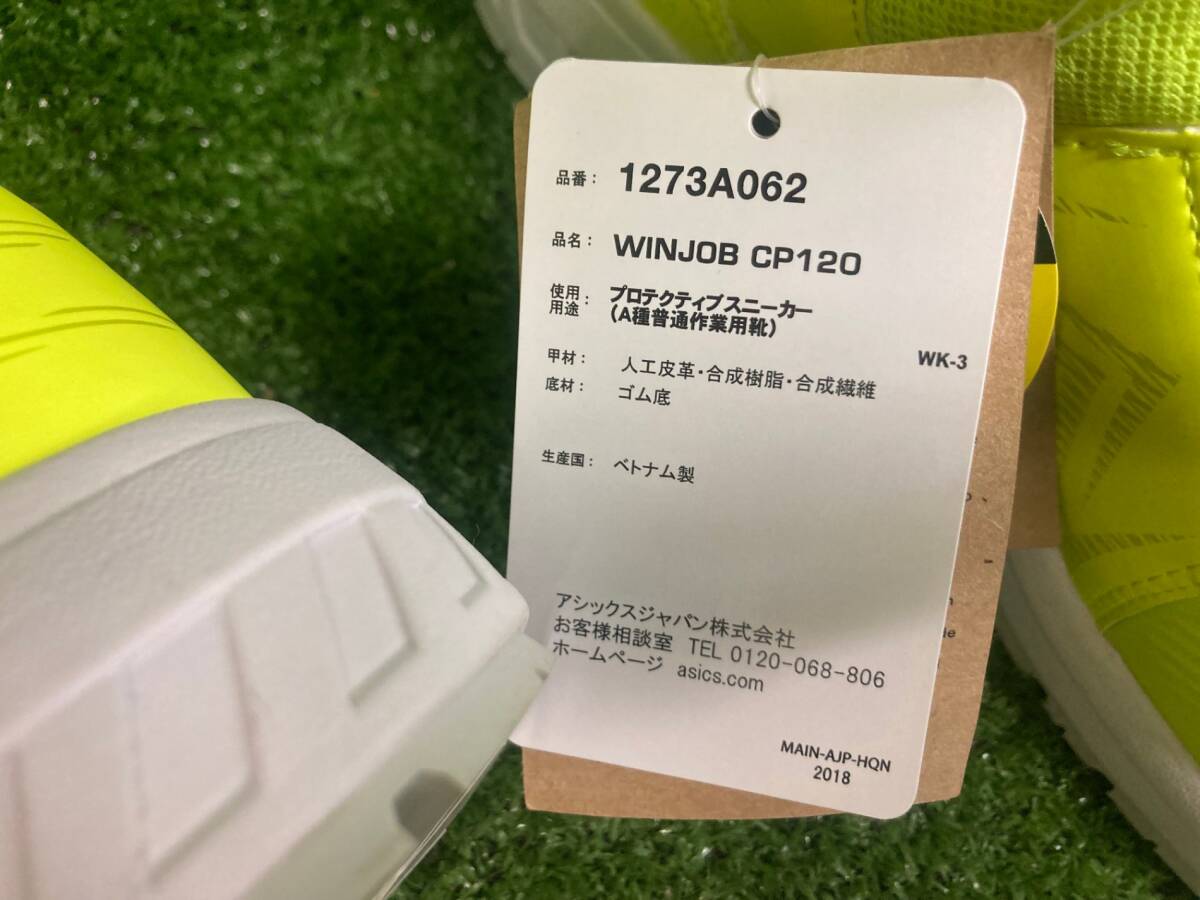 品番： 1273A062
品名： WINJOB CP120
使用用途： プロテクティブスニーカー
(A種普通作業用靴)
WK-3
甲材： 人工皮革・合成樹脂・合成繊維
底材： ゴム底
生産国： ベトナム製
アシックスジャパン株式会社
お客様相談室 TEL 0120-068-806
ホームページ asics.com
MAIN-AJP-HQN
2018